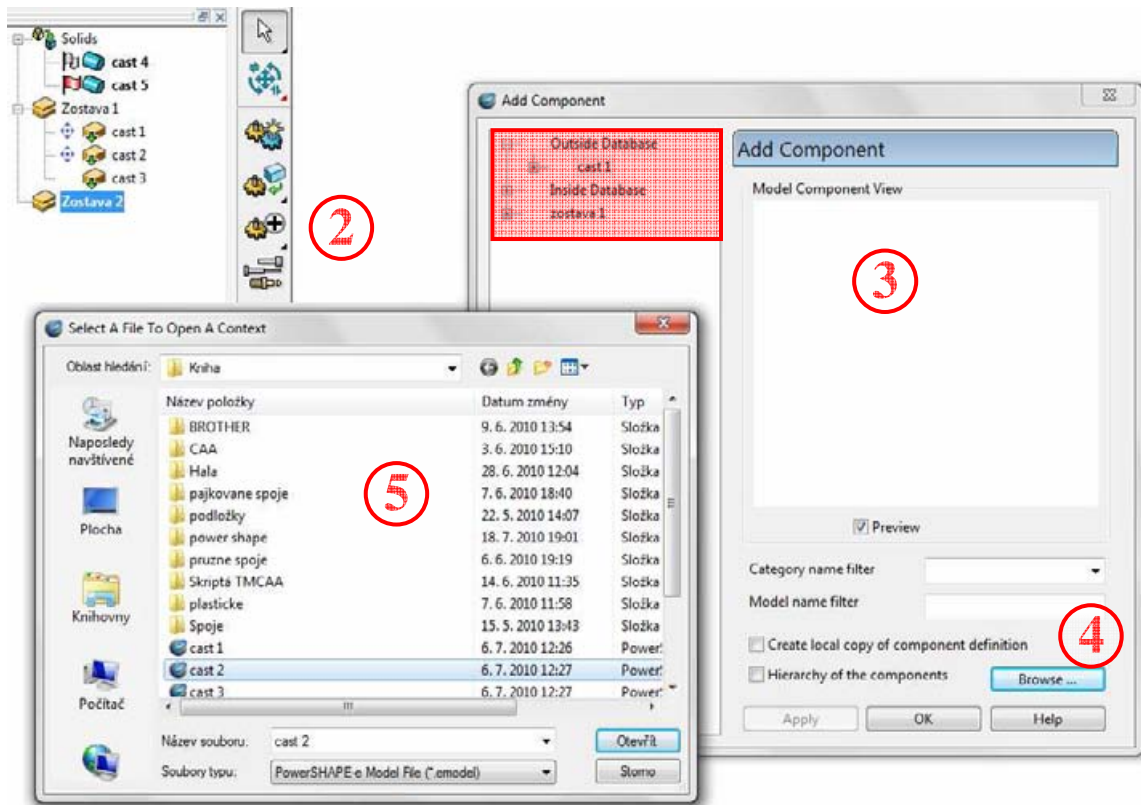 Solids
cast 4
cast 5
Zostava 1
cast 1
cast 2
cast 3
Zostava 2
2
Add Component
Outside Database
cast 1
Inside Database
zostava 1
Add Component
Model Component View
3
Preview
Category name filter
Model name filter
4
Create local copy of component definition
Hierarchy of the components
Browse ...
Apply
OK
Help
Select A File To Open A Context
Oblast hledání:
Kniha
Naposledy
navštívené
Plocha
Knihovny
Počítač
Název položky Datum změny Typ
BROTHER 9. 6. 2010 13:54 Složka
CAA 3. 6. 2010 15:10 Složka
Hala 28. 6. 2010 12:04 Složka
pajkovane spoje 7. 6. 2010 18:40 Složka
podložky 22. 5. 2010 14:07 Složka
power shape 18. 7. 2010 19:01 Složka
pruzne spoje 6. 6. 2010 19:19 Složka
Skriptá TMCAA 14. 6. 2010 11:35 Složka
plasticke 7. 6. 2010 11:58 Složka
Spoje 15. 5. 2010 13:43 Složka
cast 1 6. 7. 2010 12:26 Power
cast 2 6. 7. 2010 12:27 Power
cast 3 6. 7. 2010 12:27 Power
5
Název souboru: cast 2
Otevřít
Soubory typu: PowerSHAPE-e Model File (*.emodel)
Storno